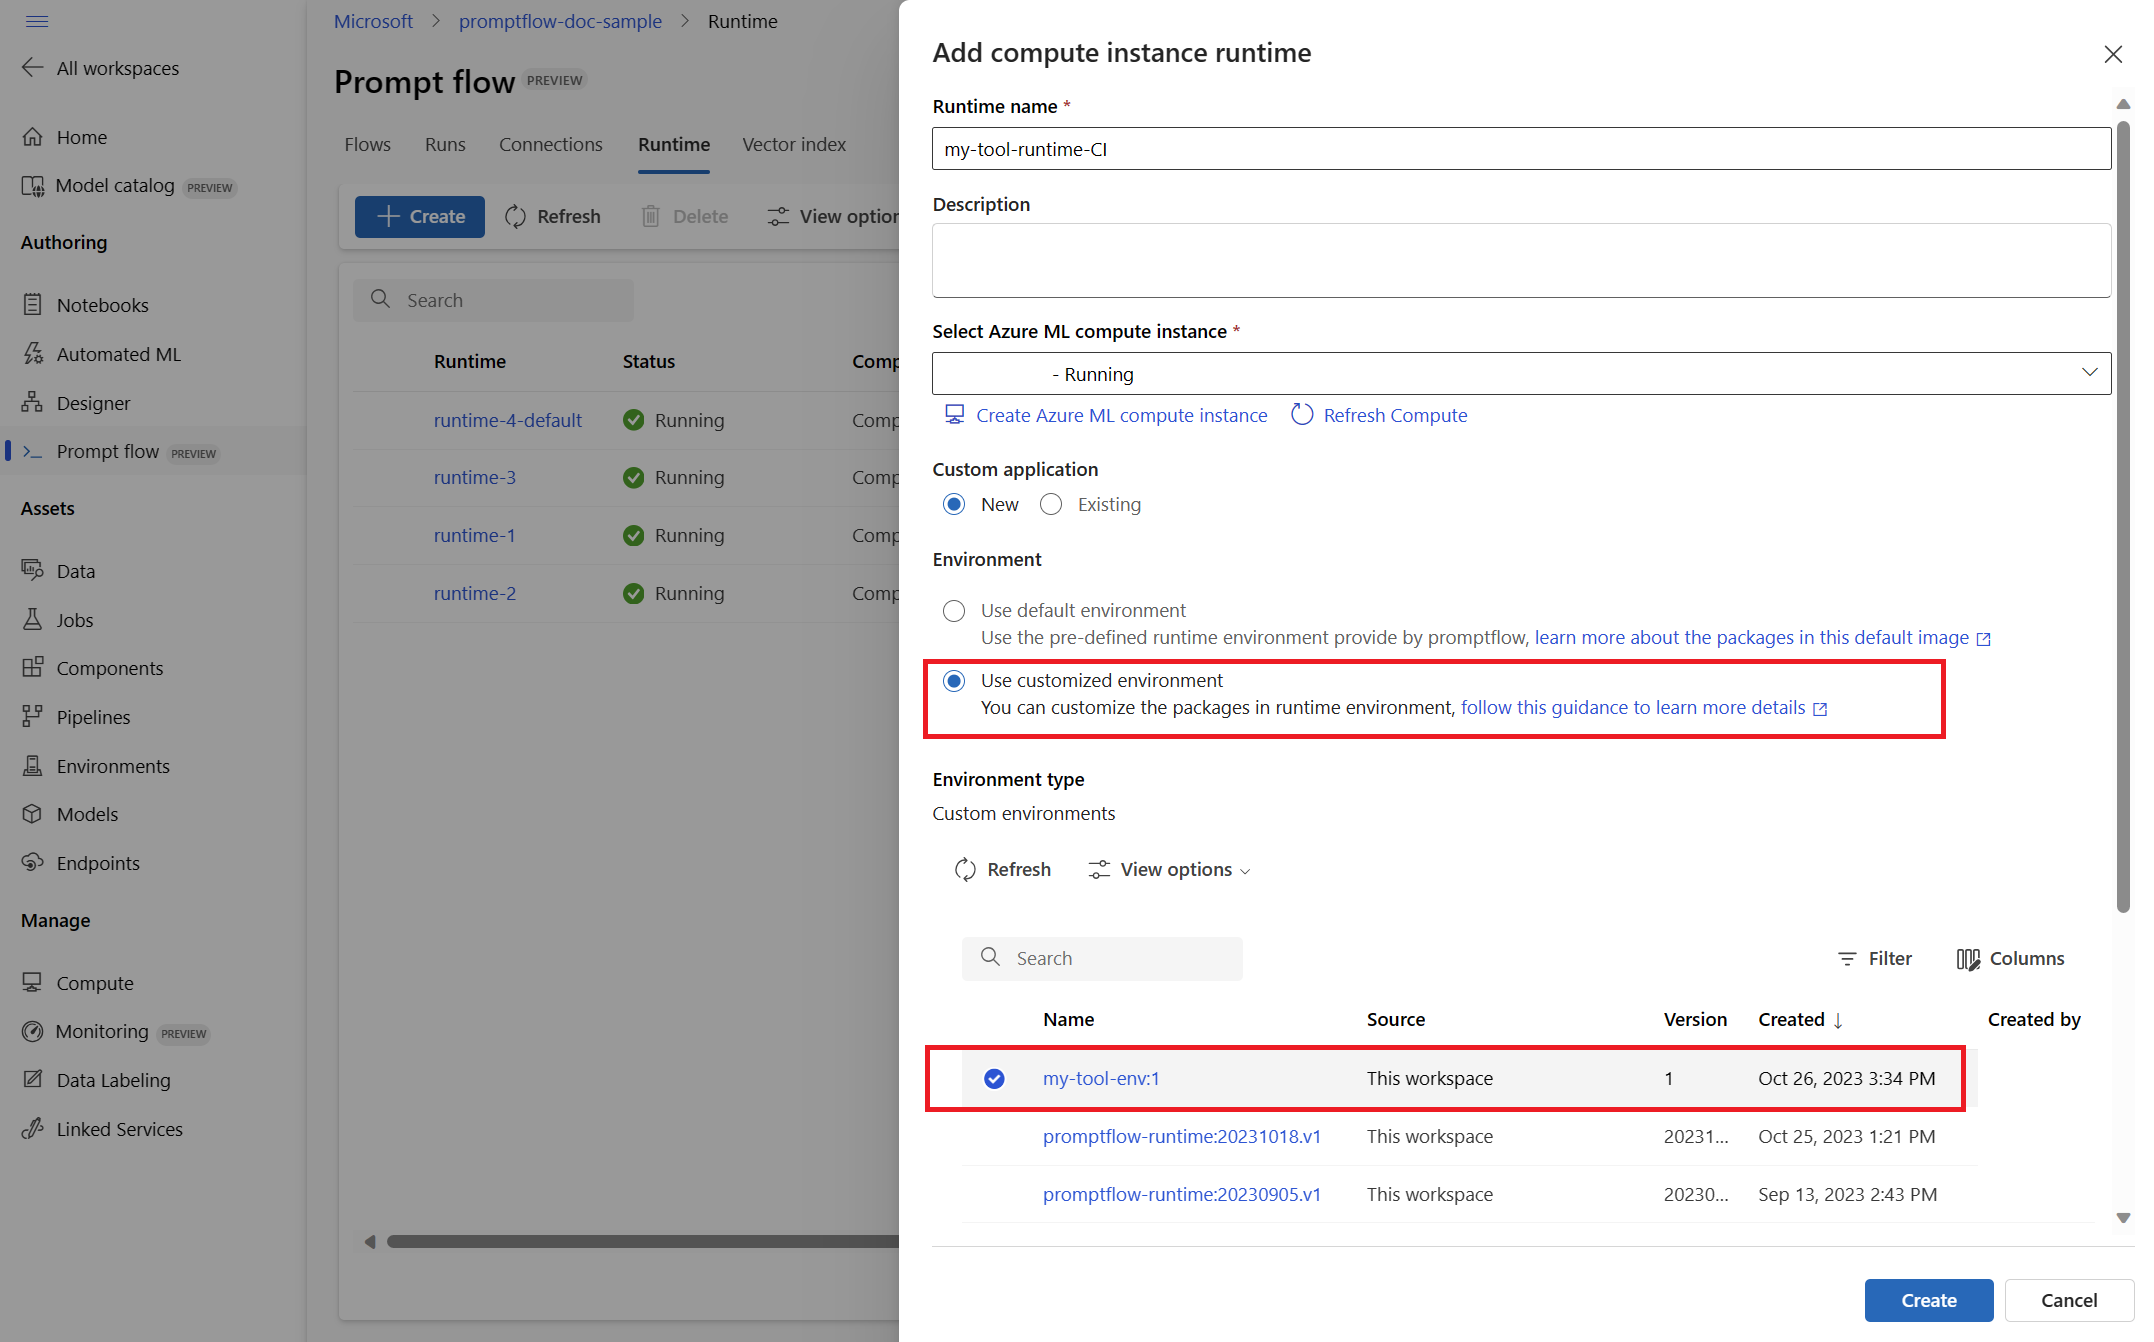 Microsoft > promptflow-doc-sample > Runtime
All workspaces
Home
Model catalog PREVIEW
Authoring
Notebooks
Automated ML
Designer
Prompt flow PREVIEW
Assets
Data
Jobs
Components
Pipelines
Environments
Models
Endpoints
Manage
Compute
Monitoring PREVIEW
Data Labeling
Linked Services
Prompt flow PREVIEW
Flows Runs Connections Runtime Vector index
Create Refresh Delete View option
Search
Runtime Status Comp
runtime-4-default Running Comp
runtime-3 Running Comp
runtime-1 Running Comp
runtime-2 Running Comp
Add compute instance runtime
Runtime name *
my-tool-runtime-CI
Description
Select Azure ML compute instance *
- Running
Create Azure ML compute instance Refresh Compute
Custom application
New Existing
Environment
Use default environment
Use the pre-defined runtime environment provide by promptflow, learn more about the packages in this default image
Use customized environment
You can customize the packages in runtime environment, follow this guidance to learn more details
Environment type
Custom environments
Refresh View options
Search Filter Columns
Name Source Version Created ↓ Created by
my-tool-env:1 This workspace 1 Oct 26, 2023 3:34 PM
promptflow-runtime:20231018.v1 This workspace 20231... Oct 25, 2023 1:21 PM
promptflow-runtime:20230905.v1 This workspace 20230... Sep 13, 2023 2:43 PM
Create Cancel